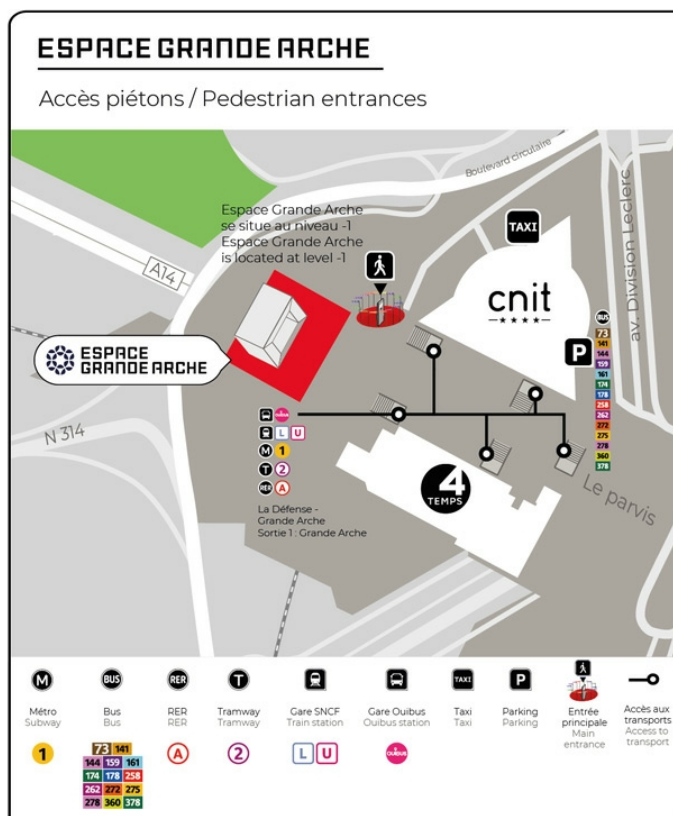 ESPACE GRANDE ARCHE
Accès piétons / Pedestrian entrances
Boulevard circulaire
Espace Grande Arche
se situe au niveau -1
Espace Grande Arche
is located at level -1
TAXI
A14
cnit
av. Division Leclerc
ESPACE
GRANDE ARCHE
BUS
73
141
144
159
161
174
178
258
262
272
275
278
360
378
P
N 314
OUIBUS
L U
M 1
T 2
RER A
4
TEMPS
Le parvis
La Défense -
Grande Arche
Sortie 1 : Grande Arche
M
BUS
RER
T
TAXI
P
Métro
Subway
Bus
Bus
RER
RER
Tramway
Tramway
Gare SNCF
Train station
Gare Ouibus
Ouibus station
Taxi
Taxi
Parking
Parking
Entrée
principale
Main
entrance
Accès aux
transports
Access to
transport
1
73 141
144 159 161
174 178 258
262 272 275
278 360 378
A
2
L U
OUIBUS